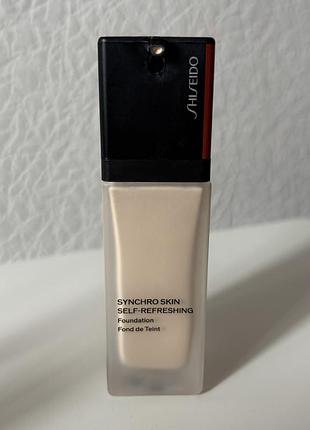 SHISEIDO
SYNCHRO SKIN
SELF-REFRESHING
Foundation
Fond de Teint